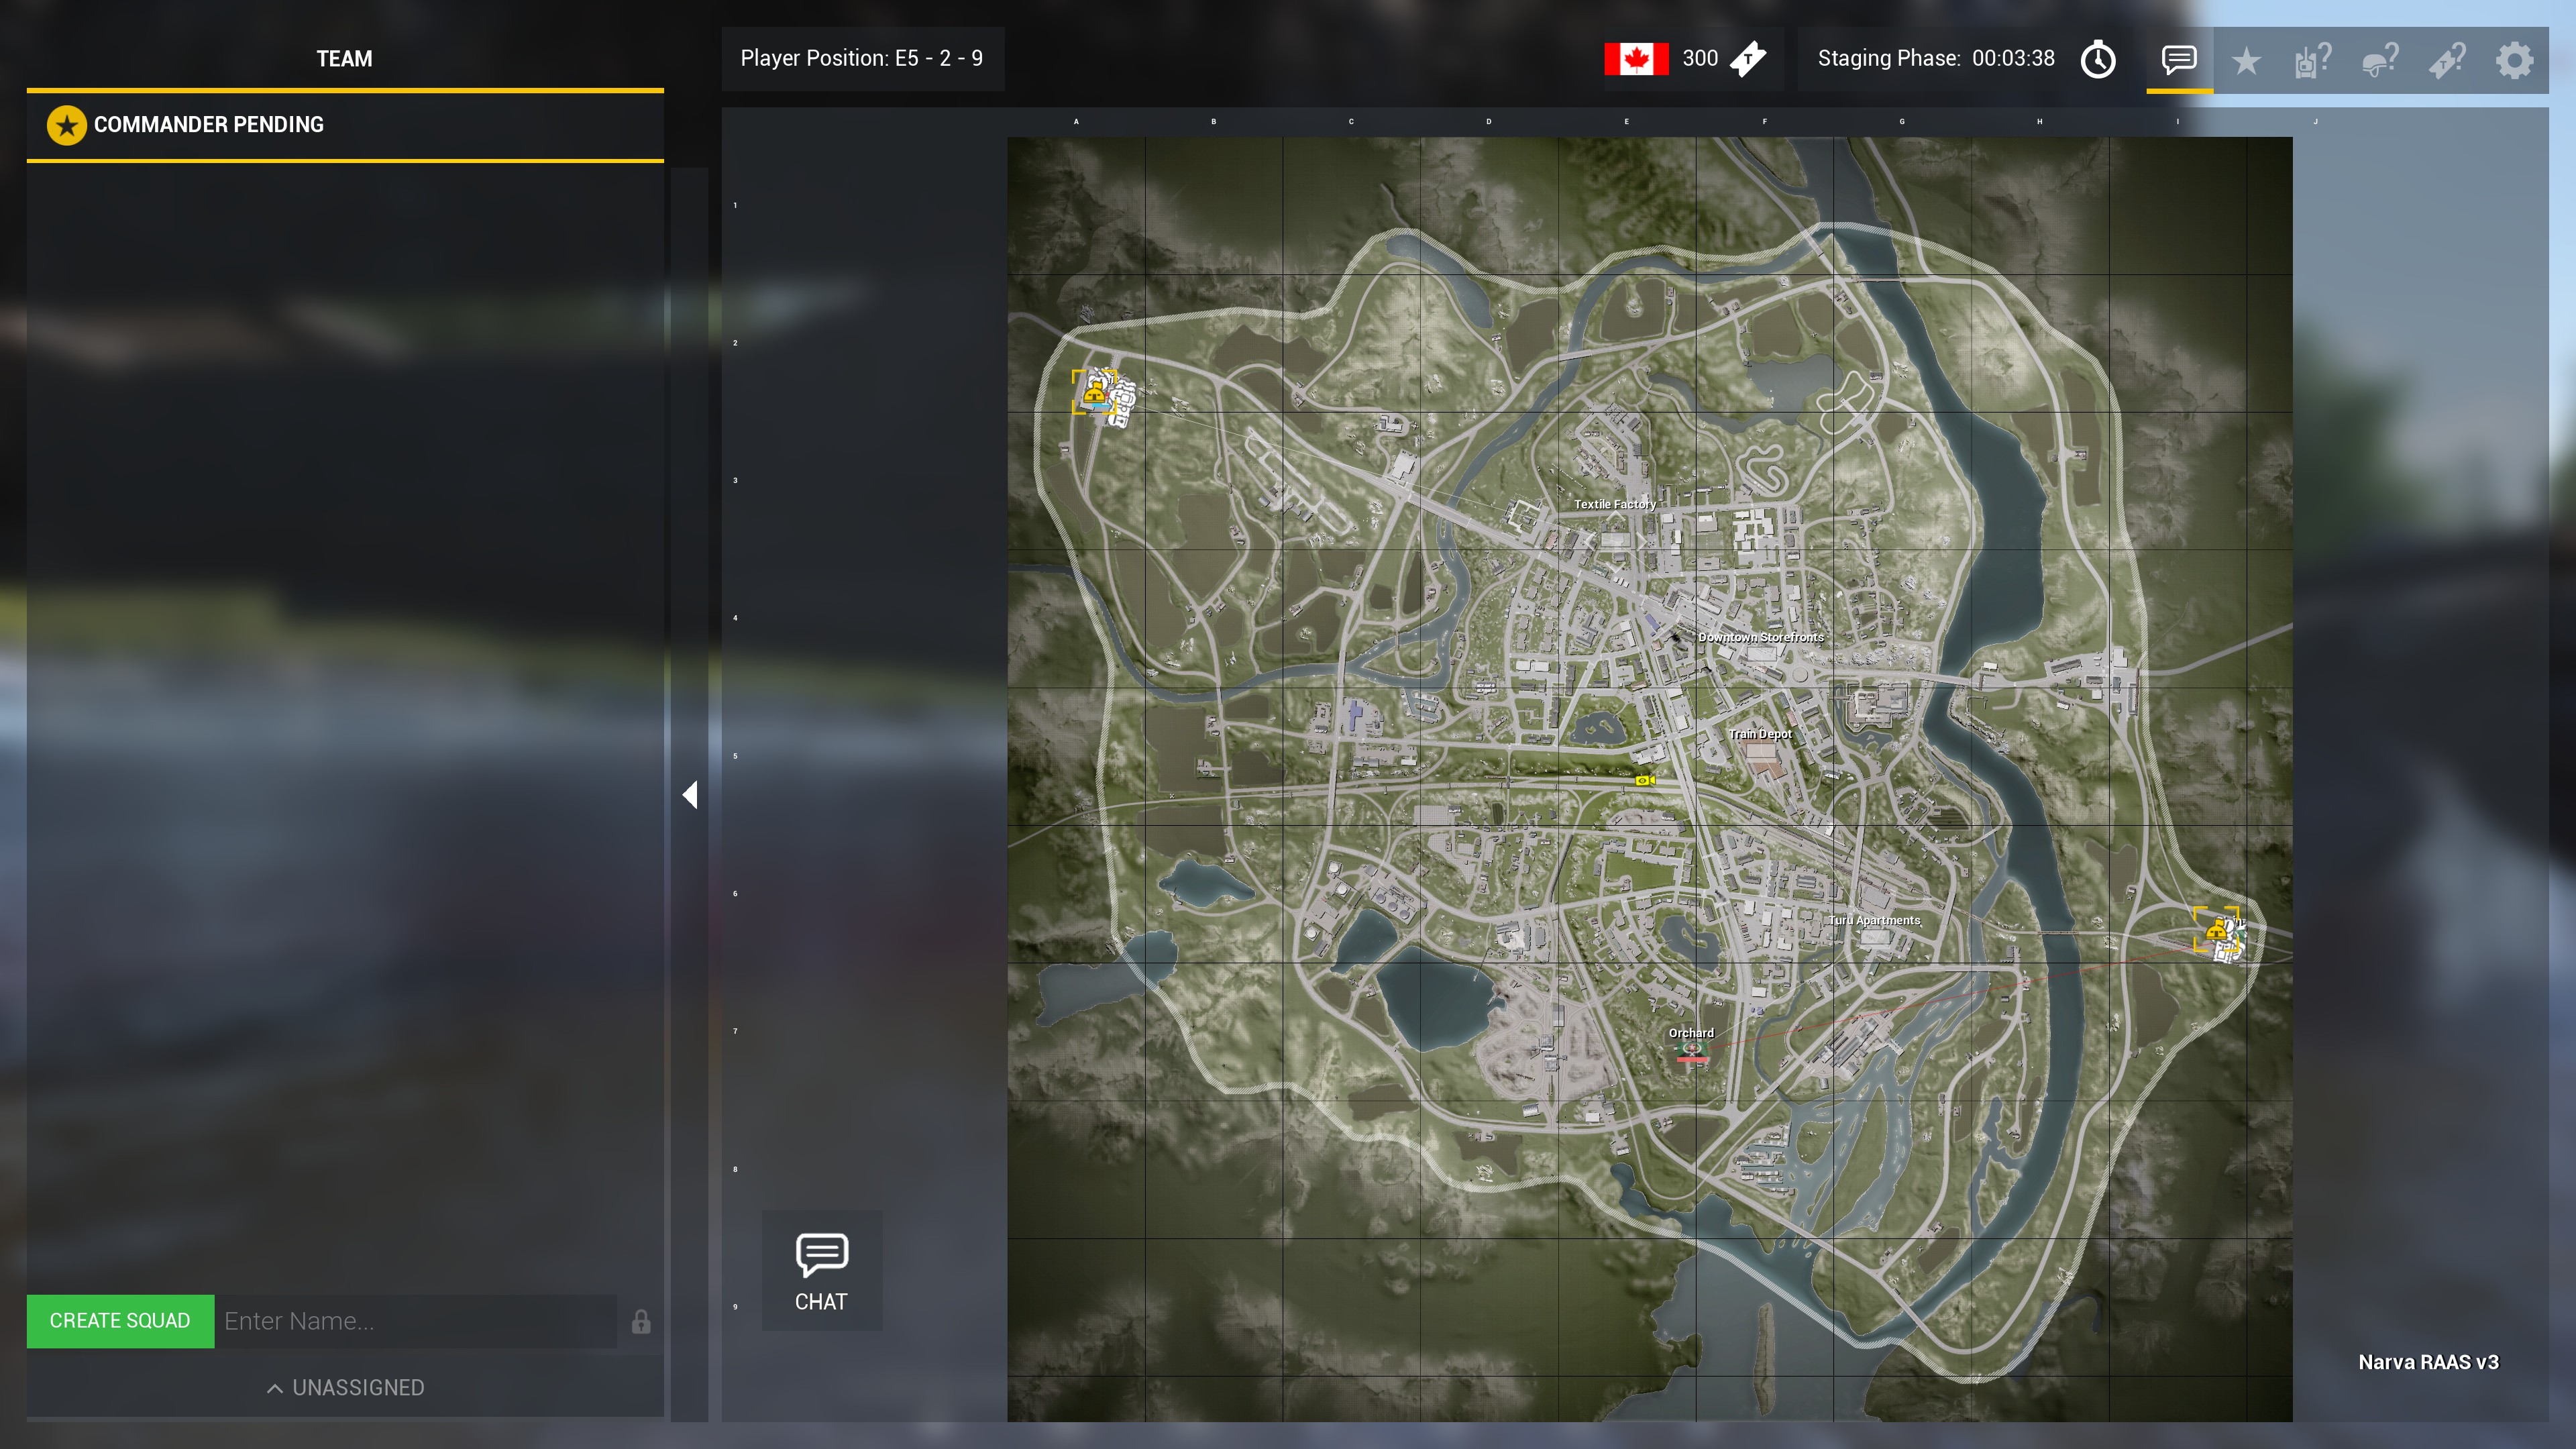 TEAM
Player Position: E5 - 2 - 9
300
T
Staging Phase: 00:03:38
COMMANDER PENDING
A B C D E F G H I J
1
2
3
4
5
6
7
8
9
Textile Factory
Downtown Storefronts
Train Depot
Turu Apartments
Orchard
CHAT
CREATE SQUAD
Enter Name...
UNASSIGNED
Narva RAAS v3